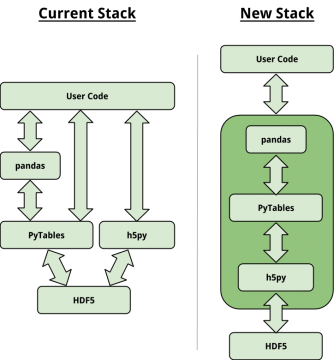 Current Stack
User Code
pandas
PyTables
h5py
HDF5
New Stack
User Code
pandas
PyTables
h5py
HDF5